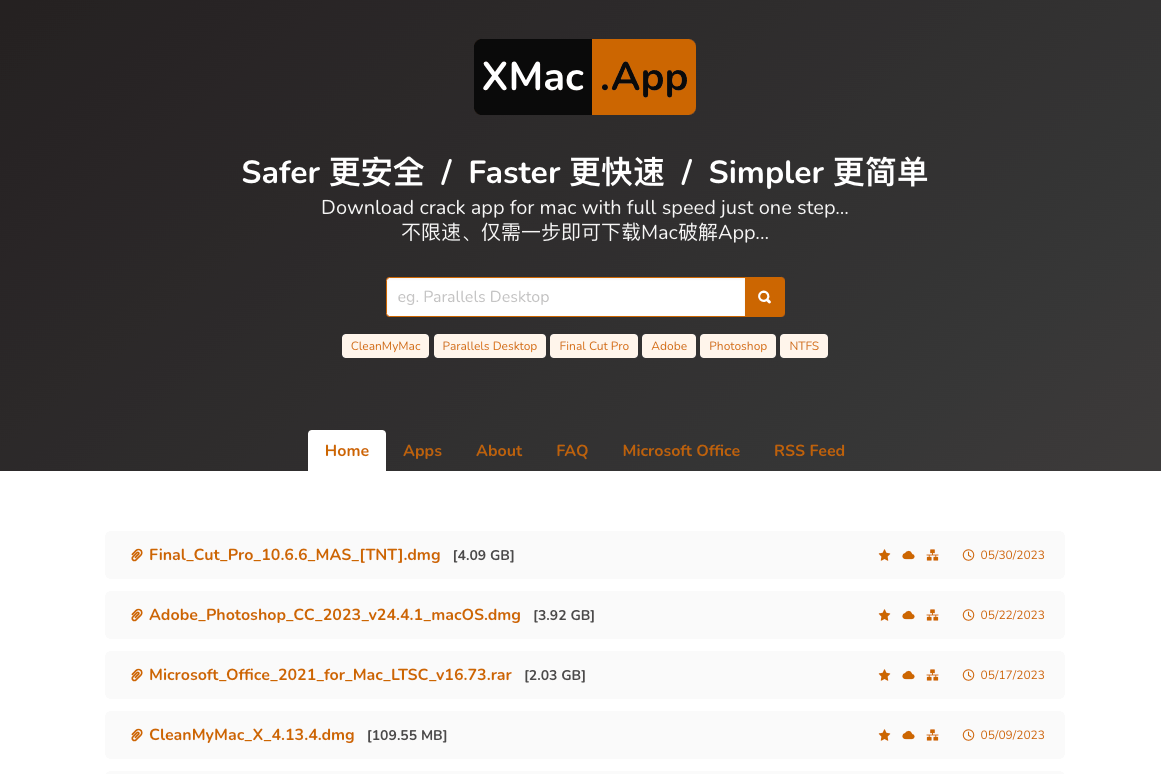 XMac .App
Safer 更安全 / Faster 更快速 / Simpler 更简单
Download crack app for mac with full speed just one step...
不限速、仅需一步即可下载Mac破解App...
eg. Parallels Desktop
CleanMyMac Parallels Desktop Final Cut Pro Adobe Photoshop NTFS
Home Apps About FAQ Microsoft Office RSS Feed
Final_Cut_Pro_10.6.6_MAS_[TNT].dmg [4.09 GB] 05/30/2023
Adobe_Photoshop_CC_2023_v24.4.1_macOS.dmg [3.92 GB] 05/22/2023
Microsoft_Office_2021_for_Mac_LTSC_v16.73.rar [2.03 GB] 05/17/2023
CleanMyMac_X_4.13.4.dmg [109.55 MB] 05/09/2023